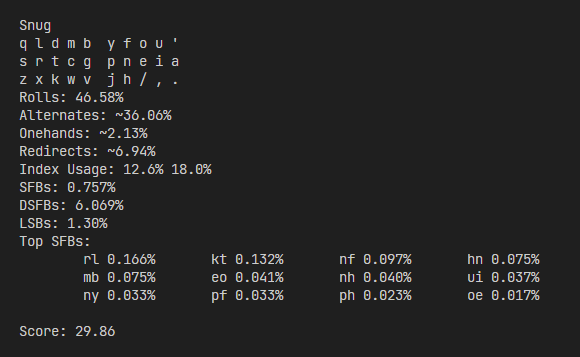 Snug
q l d m b  y f o u '
s r t c g  p n e i a
z x k w v  j h / , .
Rolls: 46.58%
Alternates: ~36.06%
Onehands: ~2.13%
Redirects: ~6.94%
Index Usage: 12.6% 18.0%
SFBs: 0.757%
DSFBs: 6.069%
LSBs: 1.30%
Top SFBs:
        rl 0.166%       kt 0.132%       nf 0.097%       hn 0.075%
        mb 0.075%       eo 0.041%       nh 0.040%       ui 0.037%
        ny 0.033%       pf 0.033%       ph 0.023%       oe 0.017%
Score: 29.86